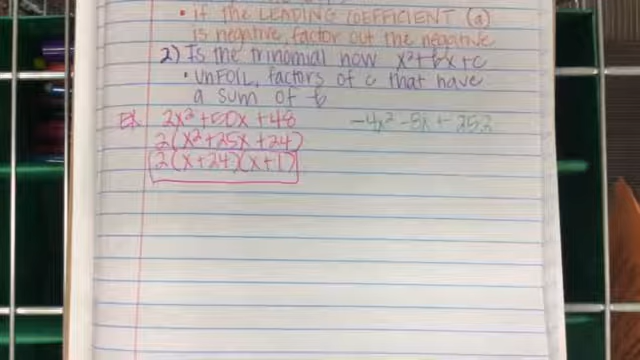 • if the LEADING COEFFICIENT (a)
is negative, factor out the negative
2) Is the trinomial now x²+bx+c
• unFOIL, factors of c that have
a sum of b
EX 2x²+50x+48
2(x²+25x+24)
2(x+24)(x+1)
-4x²-8x+252